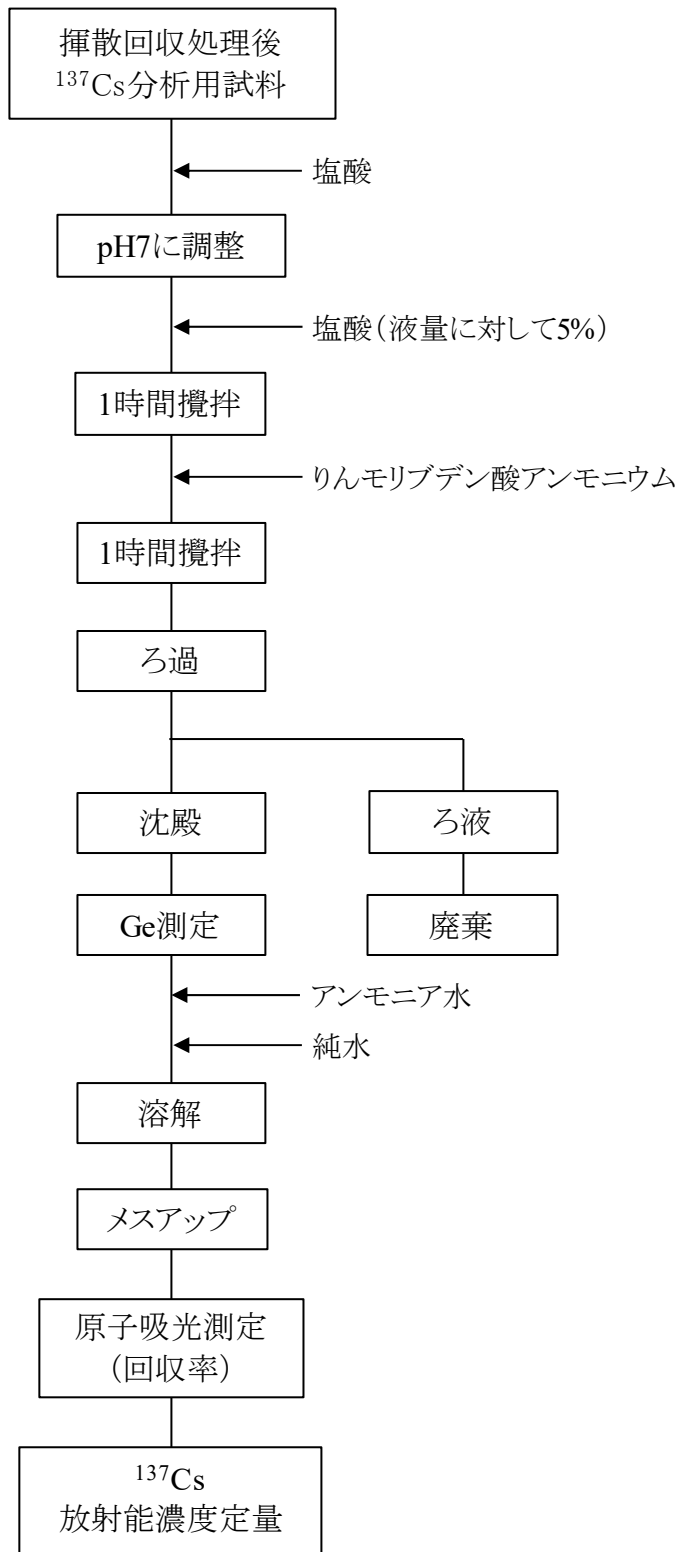 揮散回収処理後
¹³⁷Cs分析用試料
塩酸
pH7に調整
塩酸(液量に対して5%)
1時間攪拌
りんモリブデン酸アンモニウム
1時間攪拌
ろ過
沈殿
ろ液
Ge測定
廃棄
アンモニア水
純水
溶解
メスアップ
原子吸光測定
(回収率)
¹³⁷Cs
放射能濃度定量